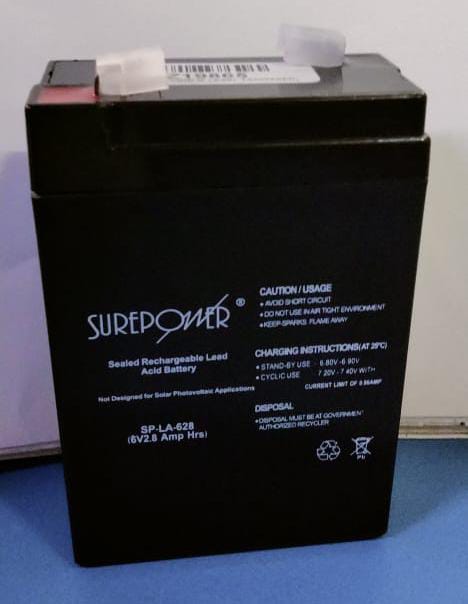 719865
SUREPOWER®
Sealed Rechargeable Lead
Acid Battery
Not Designed for Solar Photovoltaic Applications
SP-LA-628
(6V2.8 Amp Hrs)
CAUTION / USAGE
• AVOID SHORT CIRCUIT
• DO NOT USE IN AIR TIGHT ENVIRONMENT
• KEEP-SPARKS FLAME AWAY
CHARGING INSTRUCTIONS(AT 25°C)
• STAND-BY USE : 6.80V - 6.90V
• CYCLIC USE : 7.20V - 7.40V WITH
CURRENT LIMIT OF 0.56AMP
DISPOSAL
• DISPOSAL MUST BE AT GOVERNMENT
AUTHORIZED RECYCLER
Pb